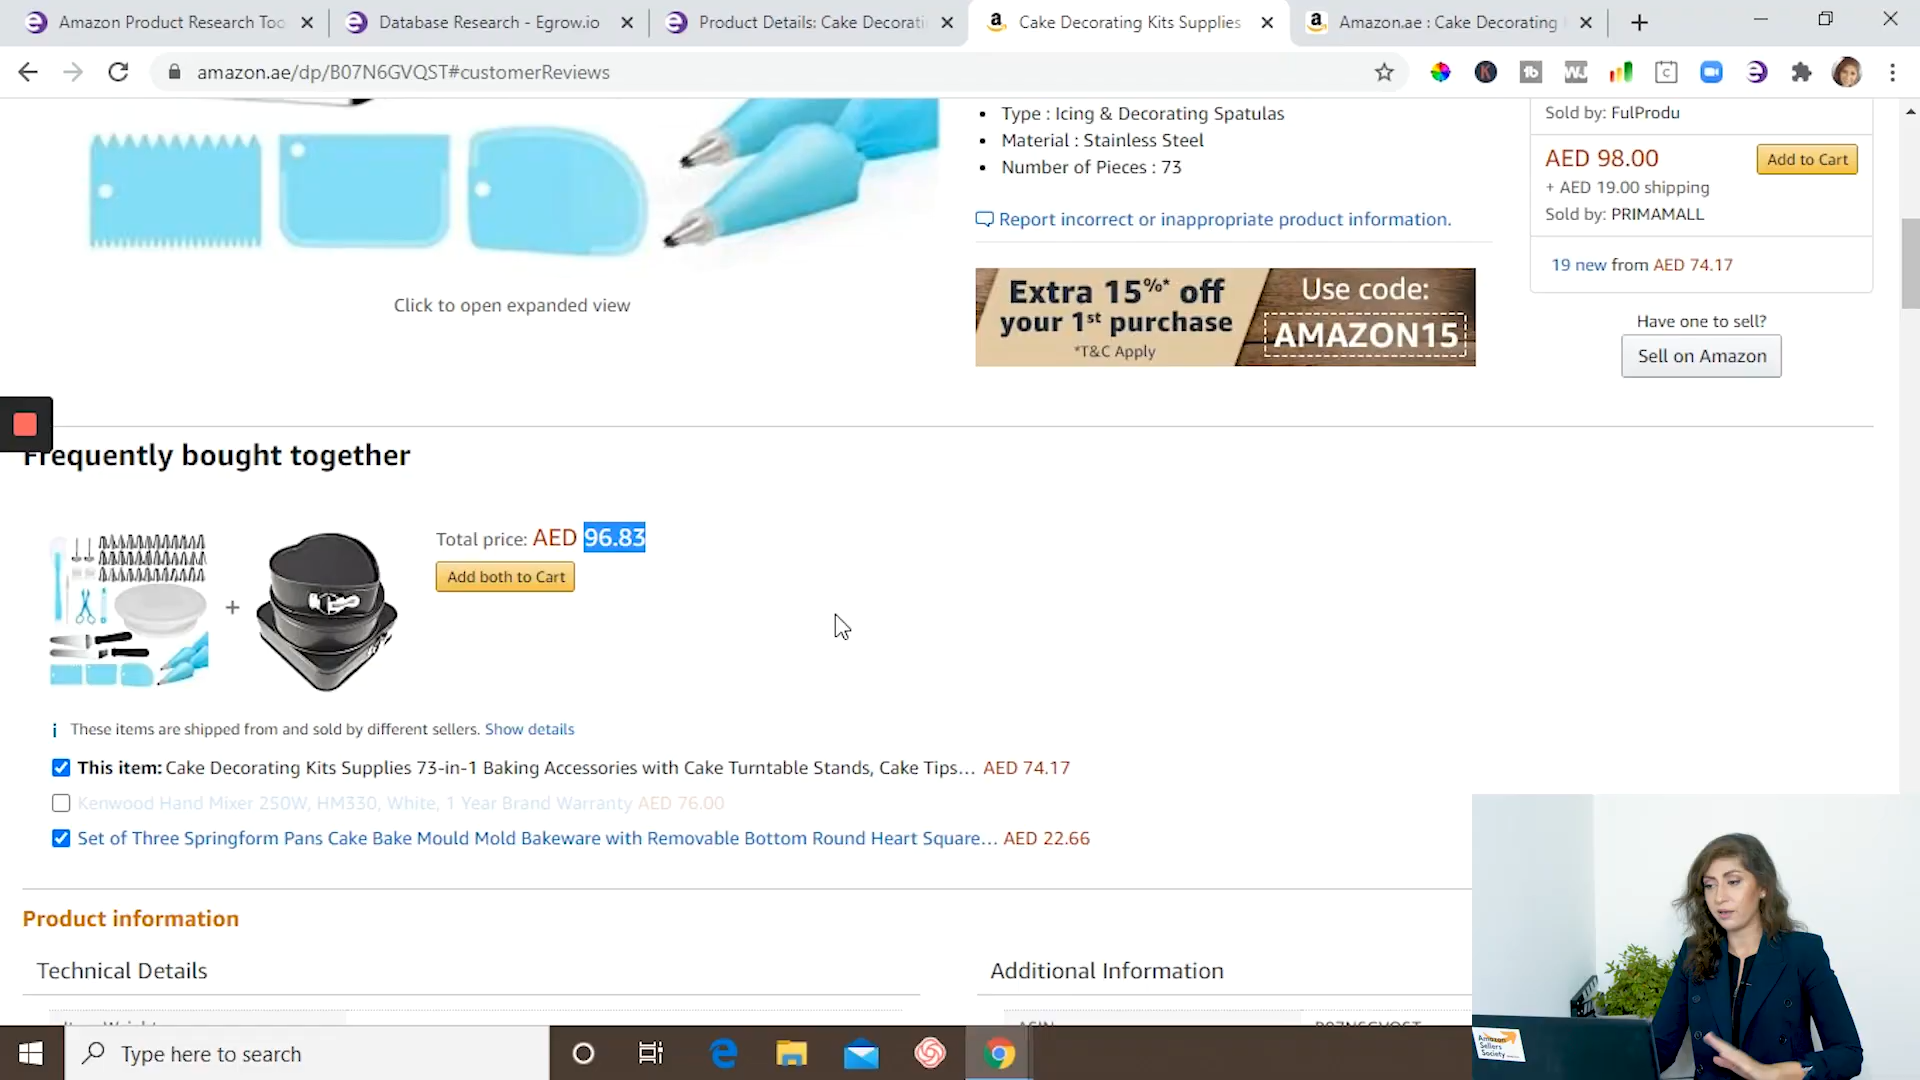 Amazon Product Research Too
Database Research - Egrow.io
Product Details: Cake Decorati
Cake Decorating Kits Supplies
Amazon.ae : Cake Decorating
amazon.ae/dp/B07N6GVQST#customerReviews
Type : Icing & Decorating Spatulas
Material : Stainless Steel
Number of Pieces : 73
Report incorrect or inappropriate product information.
Extra 15%* off
your 1st purchase
*T&C Apply
Use code:
AMAZON15
Sold by: FulProdu
AED 98.00
Add to Cart
+ AED 19.00 shipping
Sold by: PRIMAMALL
19 new from AED 74.17
Have one to sell?
Sell on Amazon
Click to open expanded view
Frequently bought together
Total price: AED 96.83
Add both to Cart
+
i These items are shipped from and sold by different sellers. Show details
This item: Cake Decorating Kits Supplies 73-in-1 Baking Accessories with Cake Turntable Stands, Cake Tips… AED 74.17
Kenwood Hand Mixer 250W, HM330, White, 1 Year Brand Warranty AED 76.00
Set of Three Springform Pans Cake Bake Mould Mold Bakeware with Removable Bottom Round Heart Square… AED 22.66
Product information
Technical Details
Additional Information
ASIN
B07N6GVQST
Type here to search
Amazon
Sellers
Society